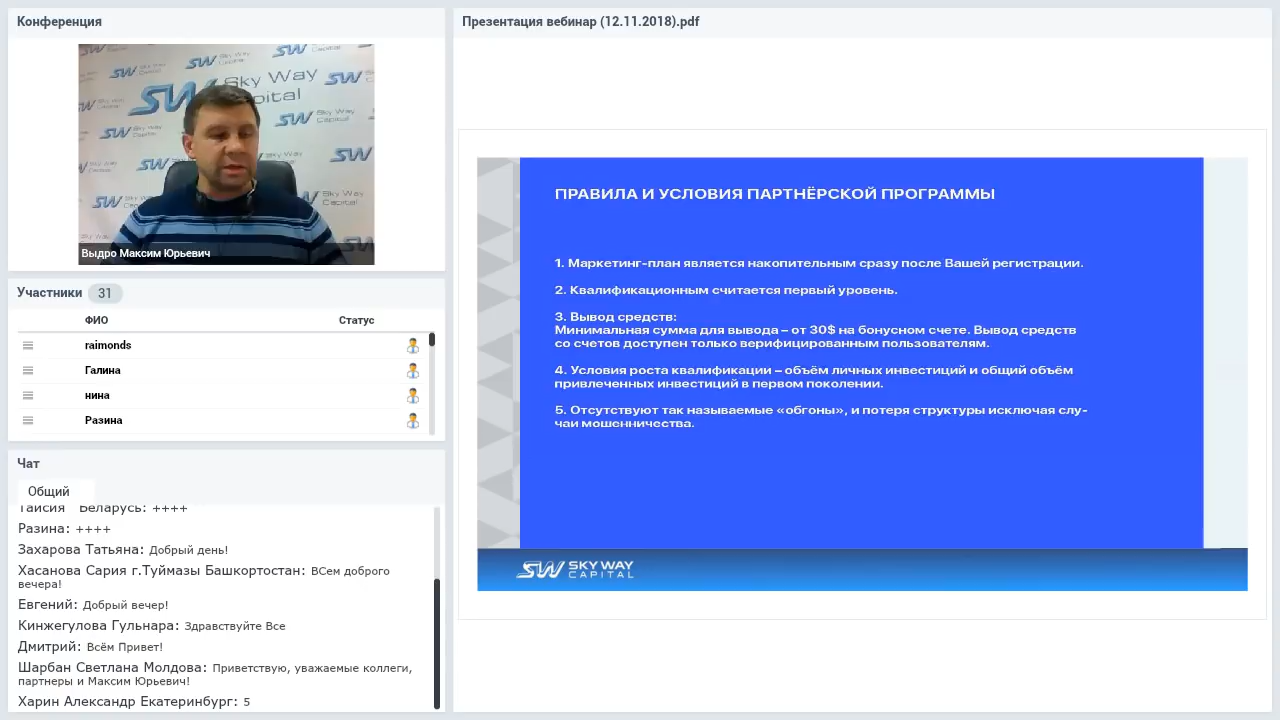 Конференция
Sky Way
Capital
Выдро Максим Юрьевич
Участники 31
ФИО Статус
raimonds
Галина
нина
Разина
Чат
Общий
Таисия Беларусь: ++++
Разина: ++++
Захарова Татьяна: Добрый день!
Хасанова Сария г.Туймазы Башкортостан: ВСем доброго
вечера!
Евгений: Добрый вечер!
Кинжегулова Гульнара: Здравствуйте Все
Дмитрий: Всём Привет!
Шарбан Светлана Молдова: Приветствую, уважаемые коллеги,
партнеры и Максим Юрьевич!
Харин Александр Екатеринбург: 5
Презентация вебинар (12.11.2018).pdf
ПРАВИЛА И УСЛОВИЯ ПАРТНЁРСКОЙ ПРОГРАММЫ
1. Маркетинг-план является накопительным сразу после Вашей регистрации.
2. Квалификационным считается первый уровень.
3. Вывод средств:
Минимальная сумма для вывода – от 30$ на бонусном счете. Вывод средств
со счетов доступен только верифицированным пользователям.
4. Условия роста квалификации – объём личных инвестиций и общий объём
привлеченных инвестиций в первом поколении.
5. Отсутствуют так называемые «обгоны», и потеря структуры исключая слу-
чаи мошенничества.
SW SKY WAY
CAPITAL